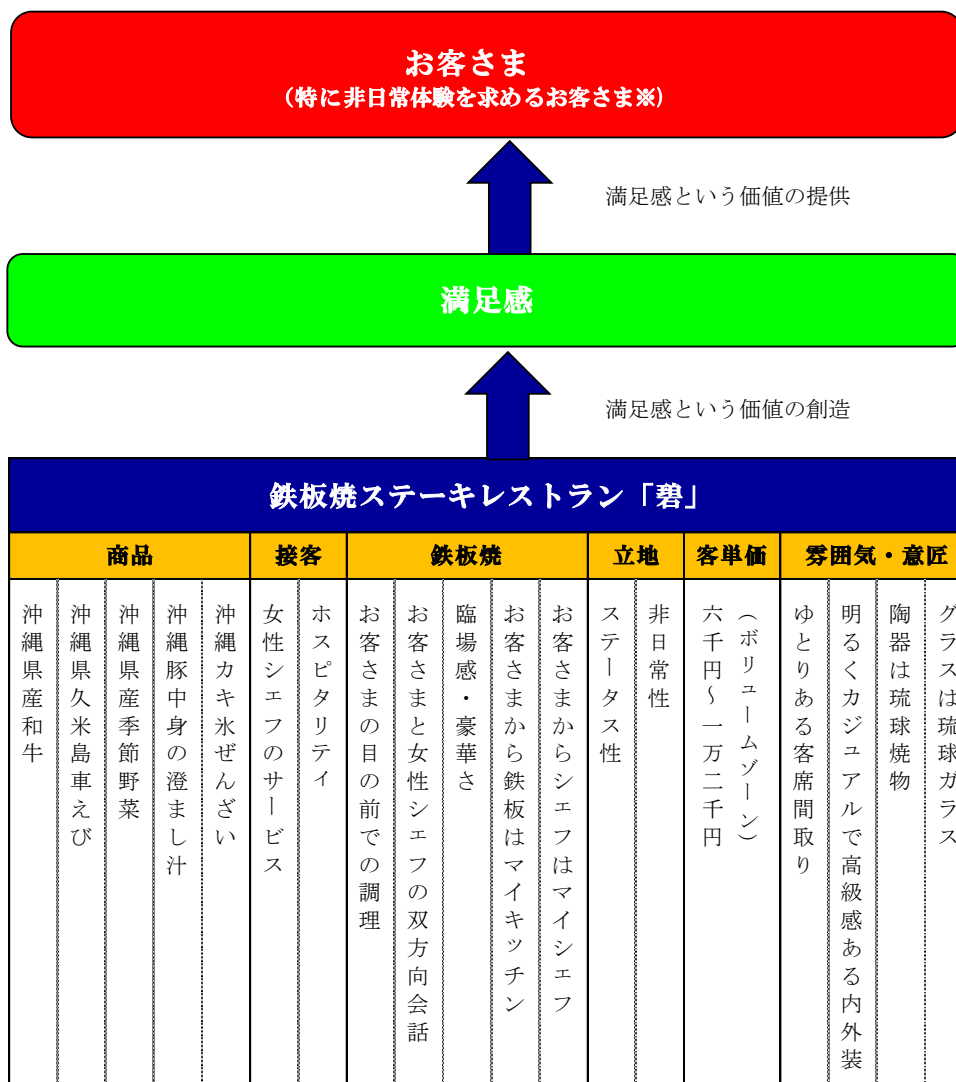 お客さま
（特に非日常体験を求めるお客さま※）
満足感という価値の提供
満足感
満足感という価値の創造
鉄板焼ステーキレストラン「碧」
商品
接客
鉄板焼
立地
客単価
雰囲気・意匠
沖縄県産和牛
沖縄県久米島車えび
沖縄県産季節野菜
沖縄豚中身の澄まし汁
沖縄カキ氷ぜんざい
女性シェフのサービス
ホスピタリティ
お客さまの目の前での調理
お客さまと女性シェフの双方向会話
臨場感・豪華さ
お客さまから鉄板はマイキッチン
お客さまからシェフはマイシェフ
ステータス性
非日常性
（ボリュームゾーン）
六千円～一万二千円
ゆとりある客席間取り
明るくカジュアルで高級感ある内外装
陶器は琉球焼物
グラスは琉球ガラス